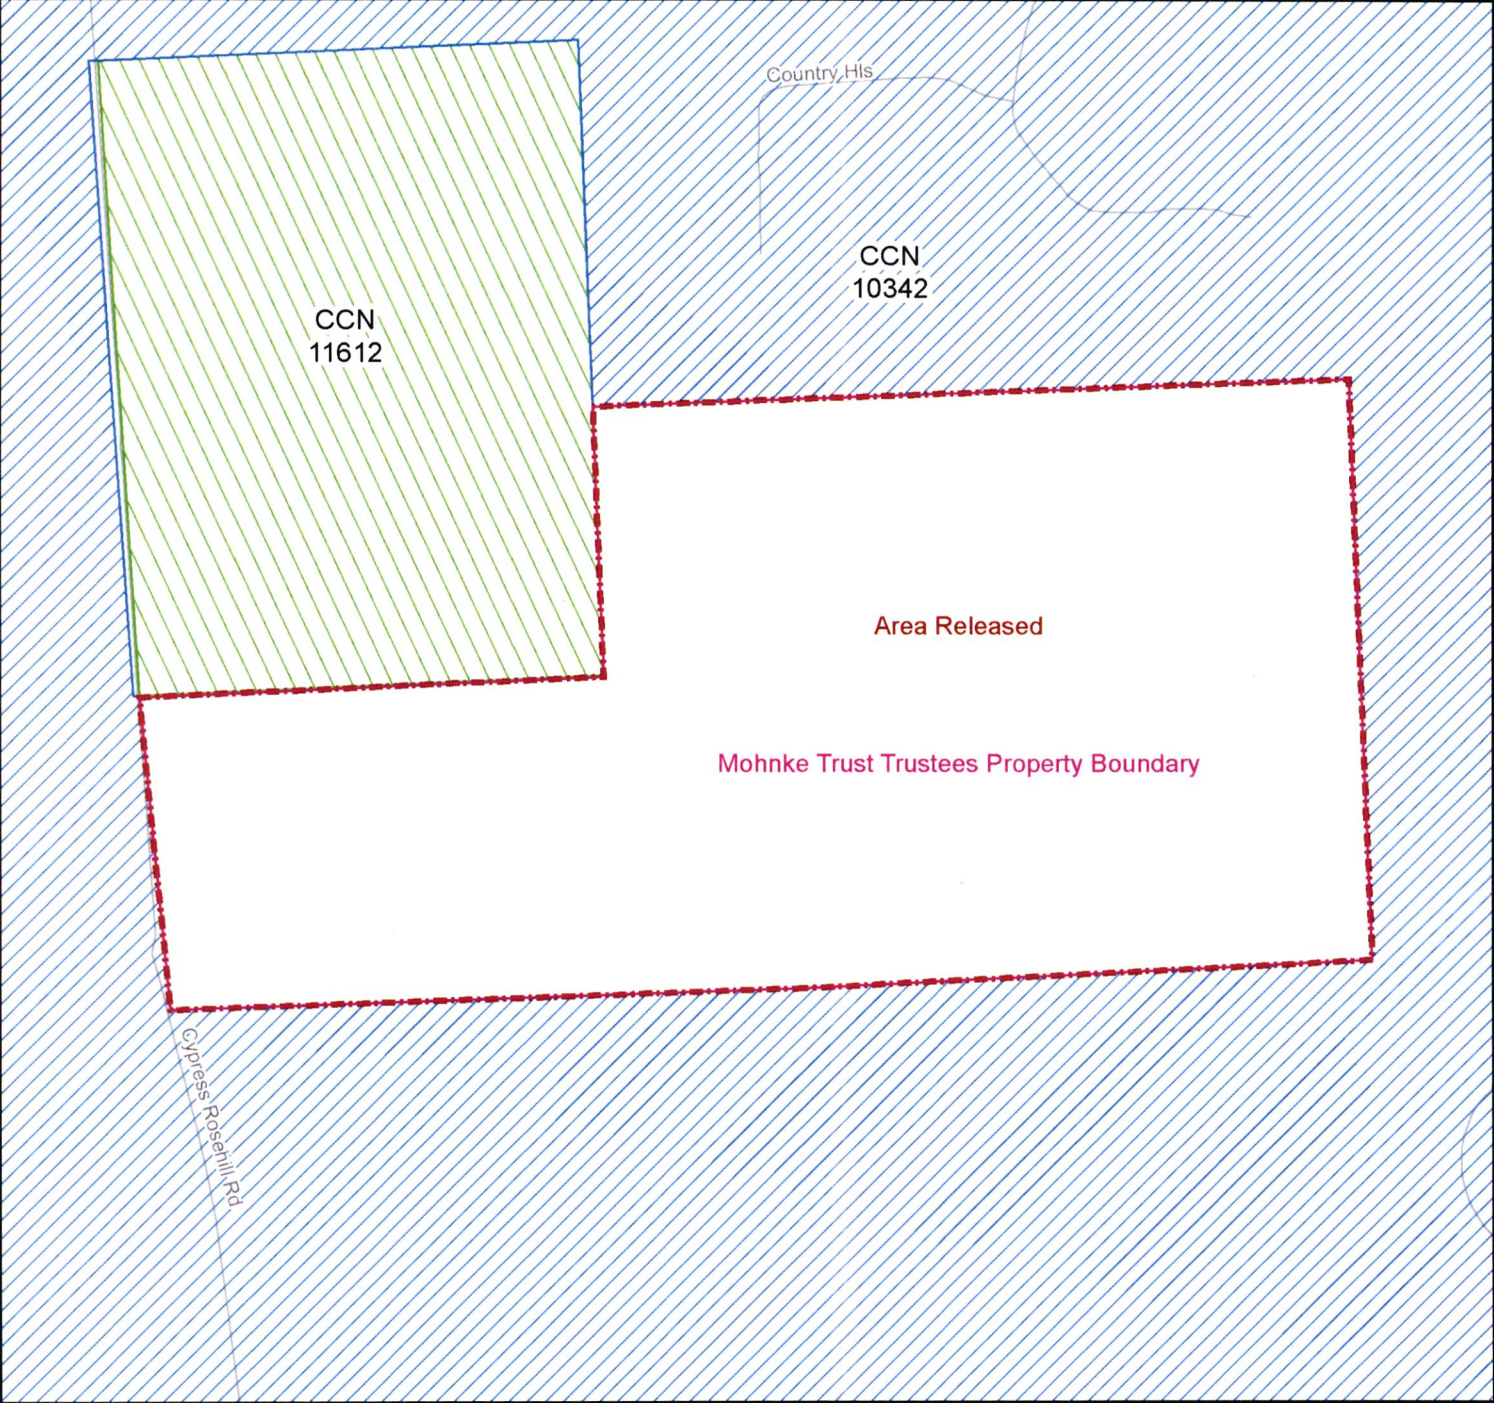 Country Hls
CCN
10342
CCN
11612
Area Released
Mohnke Trust Trustees Property Boundary
Cypress Rosehill Rd